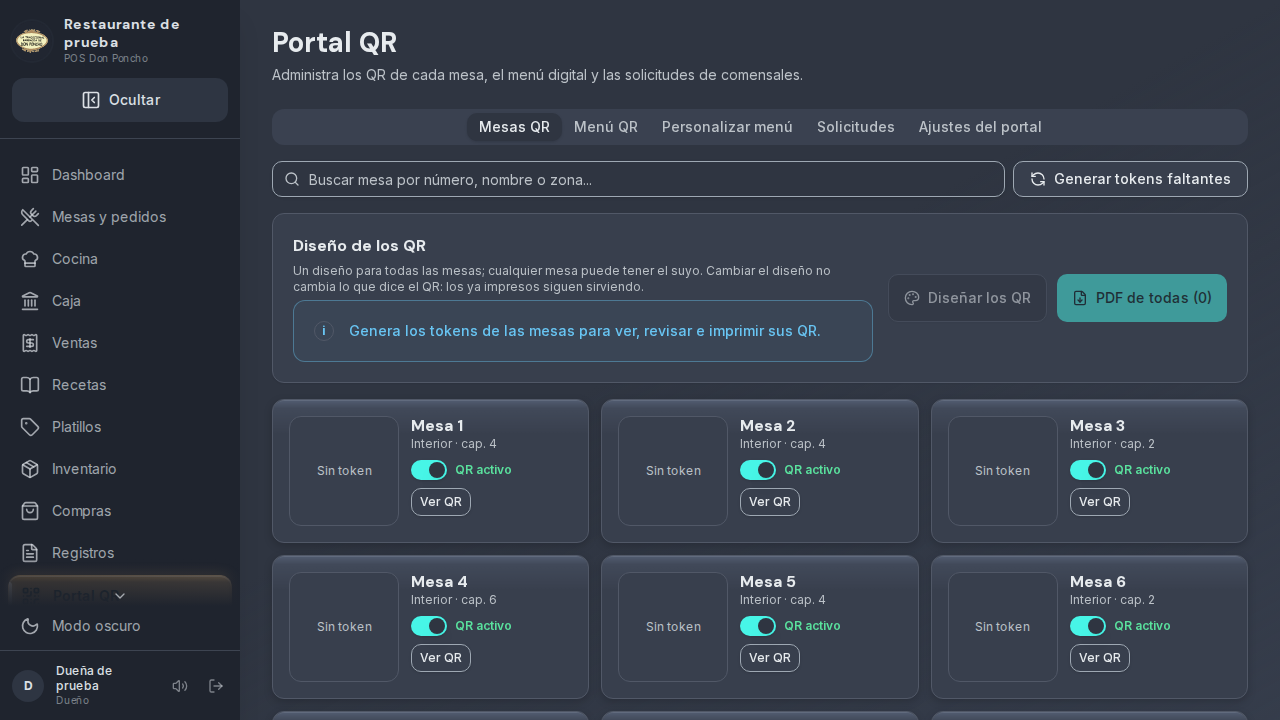 Restaurante de
prueba
POS Don Poncho
Ocultar
Dashboard
Mesas y pedidos
Cocina
Caja
Ventas
Recetas
Platillos
Inventario
Compras
Registros
Portal QR
Modo oscuro
D
Dueña de
prueba
Dueño
Portal QR
Administra los QR de cada mesa, el menú digital y las solicitudes de comensales.
Mesas QR
Menú QR
Personalizar menú
Solicitudes
Ajustes del portal
Buscar mesa por número, nombre o zona...
Generar tokens faltantes
Diseño de los QR
Un diseño para todas las mesas; cualquier mesa puede tener el suyo. Cambiar el diseño no
cambia lo que dice el QR: los ya impresos siguen sirviendo.
i
Genera los tokens de las mesas para ver, revisar e imprimir sus QR.
Diseñar los QR
PDF de todas (0)
Sin token
Mesa 1
Interior · cap. 4
QR activo
Ver QR
Sin token
Mesa 2
Interior · cap. 4
QR activo
Ver QR
Sin token
Mesa 3
Interior · cap. 2
QR activo
Ver QR
Sin token
Mesa 4
Interior · cap. 6
QR activo
Ver QR
Sin token
Mesa 5
Interior · cap. 4
QR activo
Ver QR
Sin token
Mesa 6
Interior · cap. 2
QR activo
Ver QR